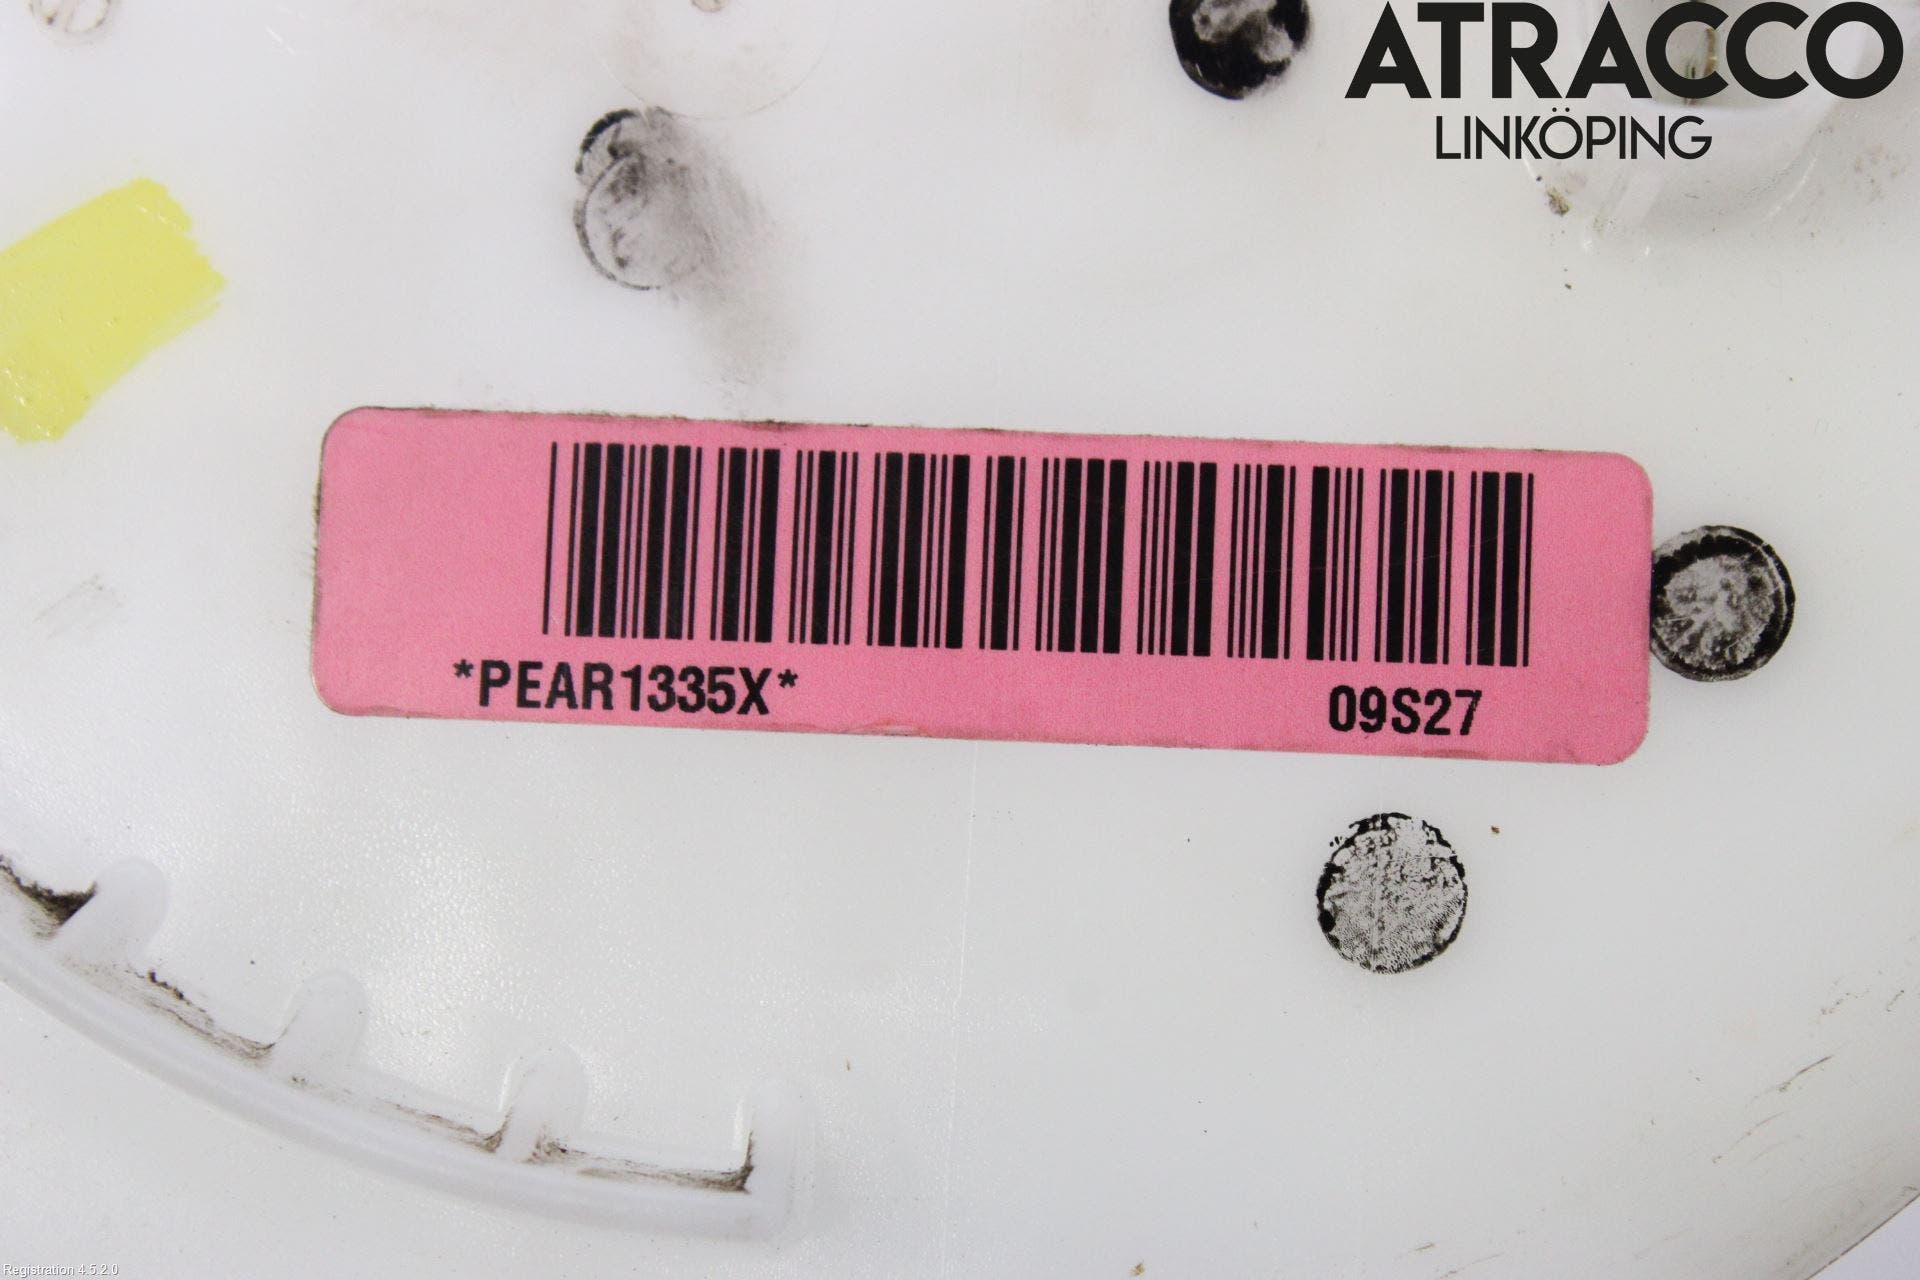 ATRACCO
LINKÖPING
*PEAR1335X*
09S27
Registration 4.5.2.0